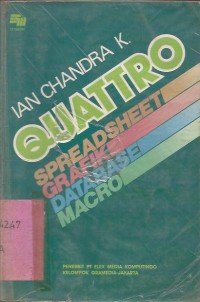 IAN CHANDRA K.
QUATTRO
SPREADSHEET
GRAFIK
DATABASE
MACRO
PENERBIT PT ELEX MEDIA KOMPUTINDO
KELOMPOK GRAMEDIA-JAKARTA